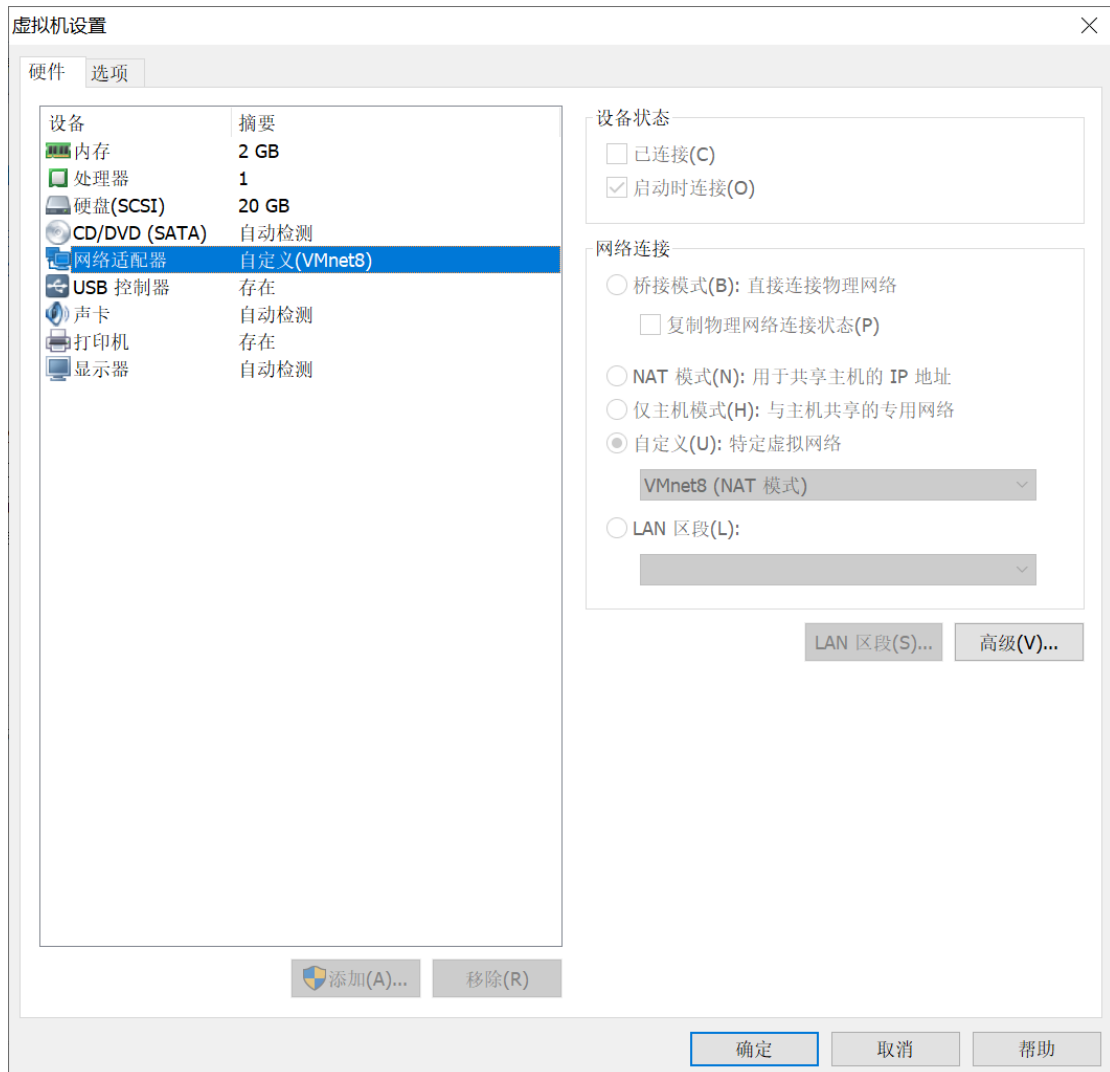 虚拟机设置
硬件 选项
设备 摘要
内存 2 GB
处理器 1
硬盘(SCSI) 20 GB
CD/DVD (SATA) 自动检测
网络适配器 自定义(VMnet8)
USB 控制器 存在
声卡 自动检测
打印机 存在
显示器 自动检测
添加(A)... 移除(R)
设备状态
已连接(C)
启动时连接(O)
网络连接
桥接模式(B): 直接连接物理网络
复制物理网络连接状态(P)
NAT 模式(N): 用于共享主机的 IP 地址
仅主机模式(H): 与主机共享的专用网络
自定义(U): 特定虚拟网络
VMnet8 (NAT 模式)
LAN 区段(L):
LAN 区段(S)... 高级(V)...
确定 取消 帮助